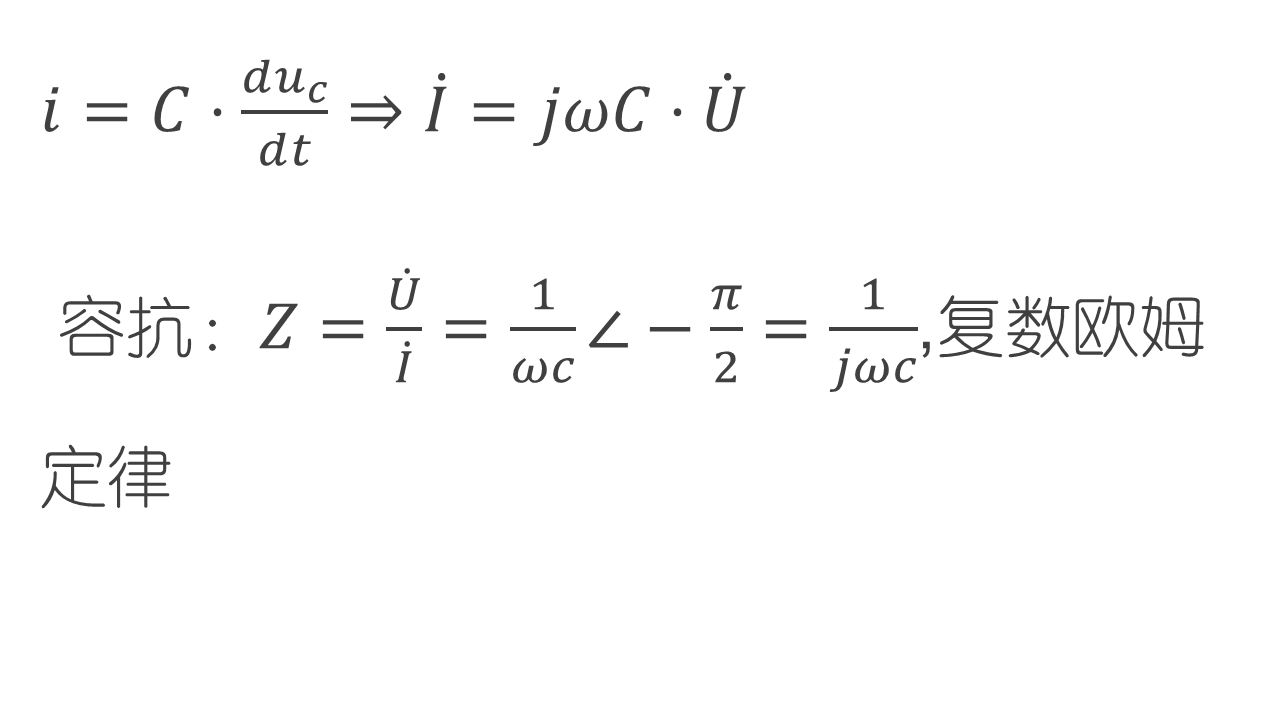 i = C · du_c/dt ⇒ İ = jωC · U̇
容抗：Z = U̇/İ = 1/ωc ∠ − π/2 = 1/jωc ,复数欧姆
定律